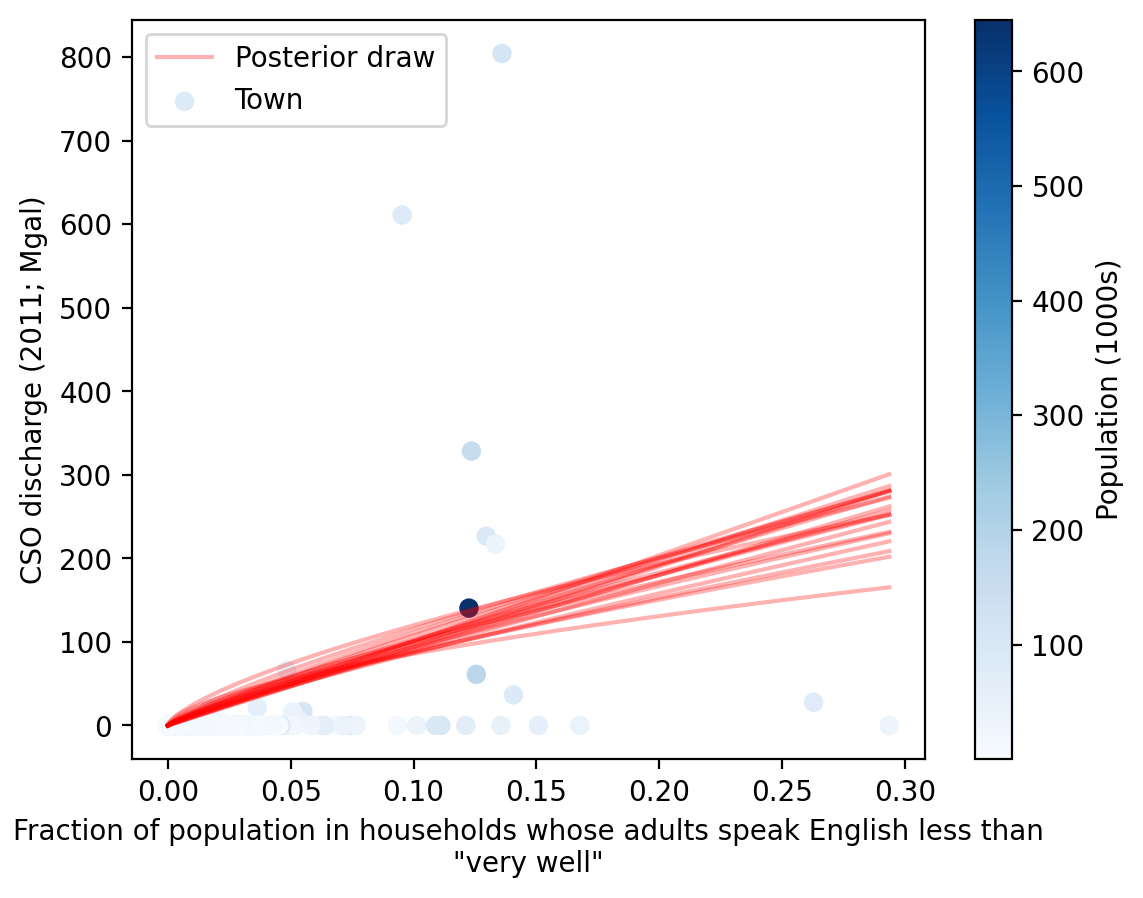 Posterior draw
Town
CSO discharge (2011; Mgal)
800
700
600
500
400
300
200
100
0
0.00 0.05 0.10 0.15 0.20 0.25 0.30
Fraction of population in households whose adults speak English less than
"very well"
600
500
400
300
200
100
Population (1000s)